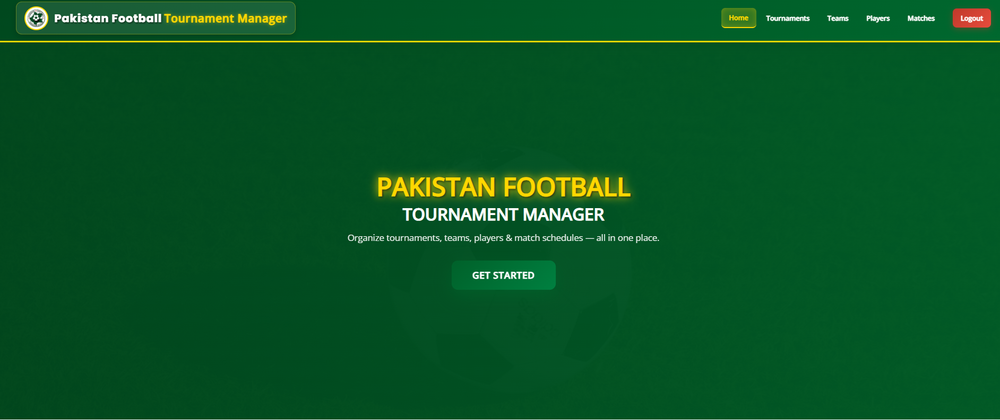 Pakistan Football Tournament Manager
Home Tournaments Teams Players Matches Logout
PAKISTAN FOOTBALL
TOURNAMENT MANAGER
Organize tournaments, teams, players & match schedules — all in one place.
GET STARTED